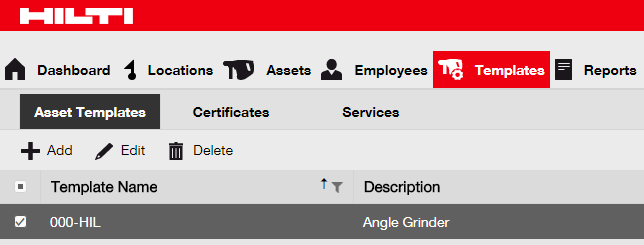 HILTI
Dashboard Locations Assets Employees Templates Reports
Asset Templates Certificates Services
Add Edit Delete
Template Name Description
000-HIL Angle Grinder